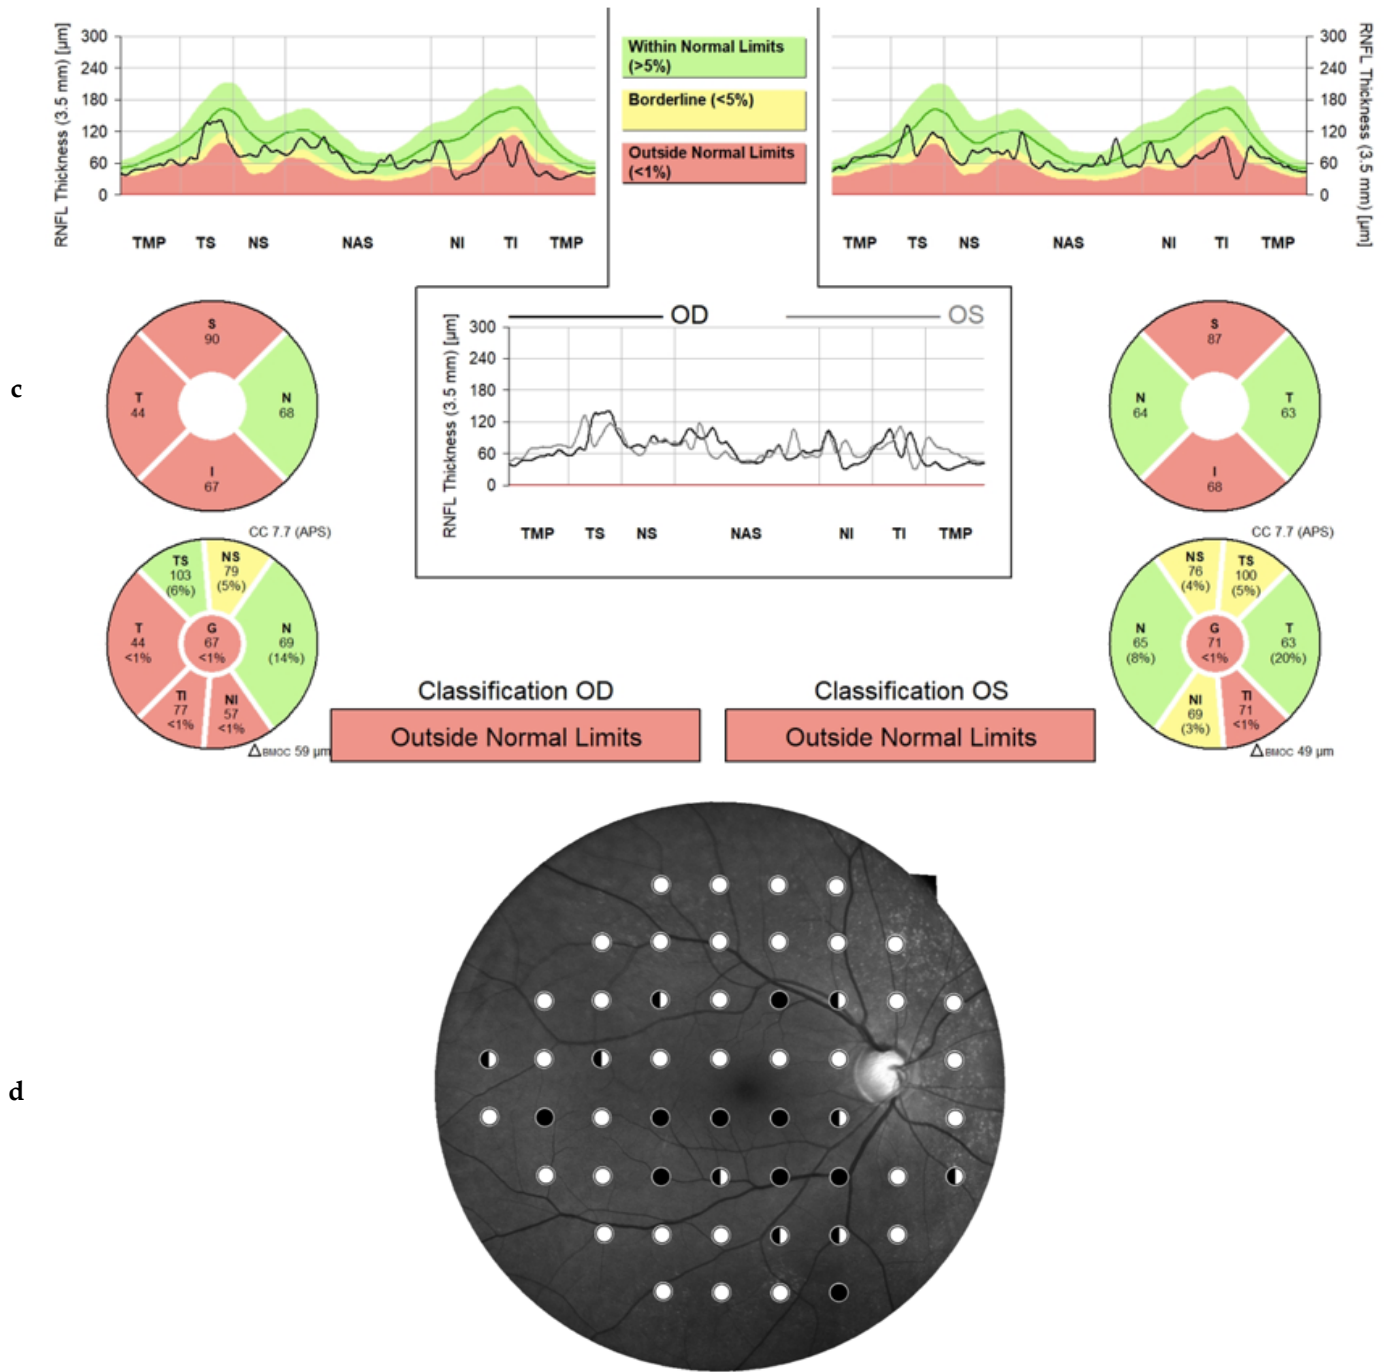 RNFL Thickness (3.5 mm) [µm]
300
240
180
120
60
0
TMP TS NS NAS NI TI TMP
Within Normal Limits
(>5%)
Borderline (<5%)
Outside Normal Limits
(<1%)
300
240
180
120
60
0
RNFL Thickness (3.5 mm) [µm]
TMP TS NS NAS NI TI TMP
c
S
90
T
44
N
68
I
67
OD OS
RNFL Thickness (3.5 mm) [µm]
300
240
180
120
60
0
TMP TS NS NAS NI TI TMP
S
87
N
64
T
63
I
68
CC 7.7 (APS)
TS
103
(6%)
NS
79
(5%)
T
44
<1%
G
67
<1%
N
69
(14%)
TI
77
<1%
NI
57
<1%
Δ BMOC 59 µm
Classification OD
Outside Normal Limits
Classification OS
Outside Normal Limits
CC 7.7 (APS)
NS
76
(4%)
TS
100
(5%)
N
65
(8%)
G
71
<1%
T
63
(20%)
NI
69
(3%)
TI
71
<1%
Δ BMOC 49 µm
d